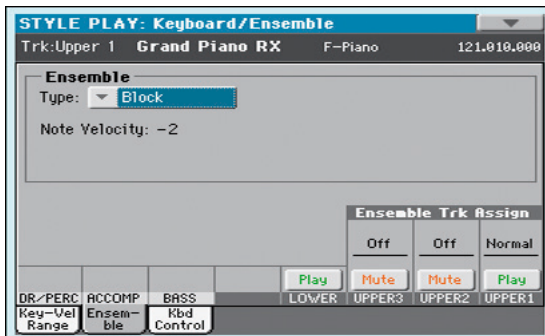 STYLE PLAY: Keyboard/Ensemble
Trk:Upper 1 Grand Piano RX F-Piano 121.010.000
Ensemble
Type: Block
Note Velocity: -2
Ensemble Trk Assign
Off Off Normal
Play Mute Mute Play
DR/PERC ACCOMP BASS LOWER UPPER3 UPPER2 UPPER1
Key-Vel Range Ensem-ble Kbd Control